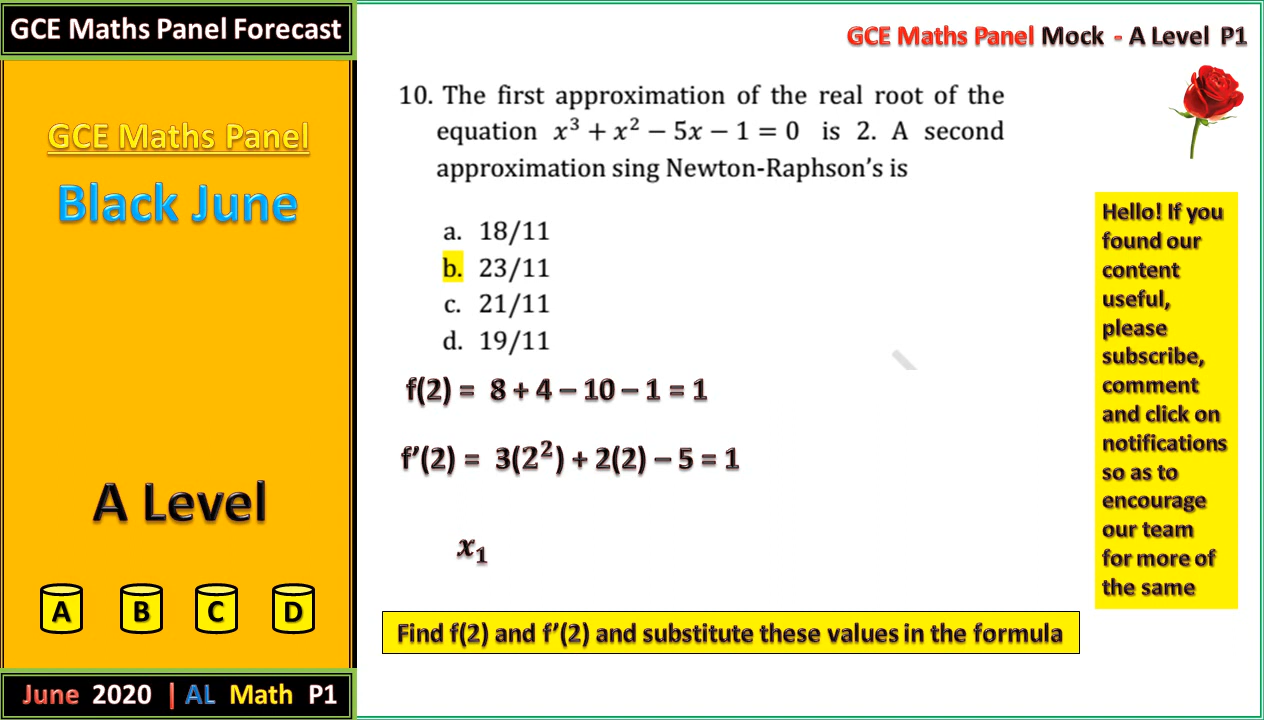 GCE Maths Panel Forecast
GCE Maths Panel Mock - A Level P1
GCE Maths Panel
Black June
A Level
A B C D
June 2020 | AL Math P1
10. The first approximation of the real root of the
equation x³ + x² − 5x − 1 = 0 is 2. A second
approximation sing Newton-Raphson's is
a. 18/11
b. 23/11
c. 21/11
d. 19/11
f(2) = 8 + 4 – 10 – 1 = 1
f’(2) = 3(2²) + 2(2) – 5 = 1
x₁
Find f(2) and f’(2) and substitute these values in the formula
Hello! If you
found our
content
useful,
please
subscribe,
comment
and click on
notifications
so as to
encourage
our team
for more of
the same